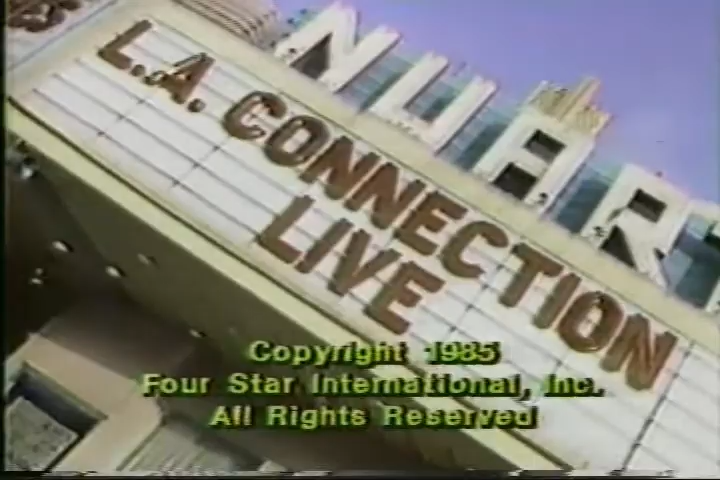 NUART
L.A. CONNECTION
LIVE
Copyright 1985
Four Star International, Inc.
All Rights Reserved